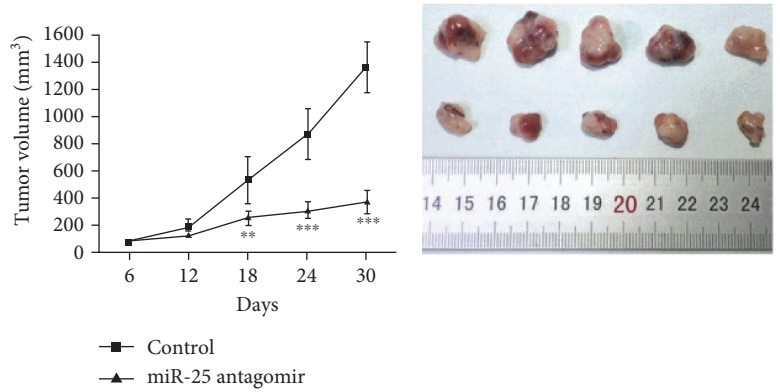 Tumor volume (mm³)
1600
1400
1200
1000
800
600
400
200
0
**
***
***
6 12 18 24 30
Days
Control
miR-25 antagomir
14 15 16 17 18 19 20 21 22 23 24